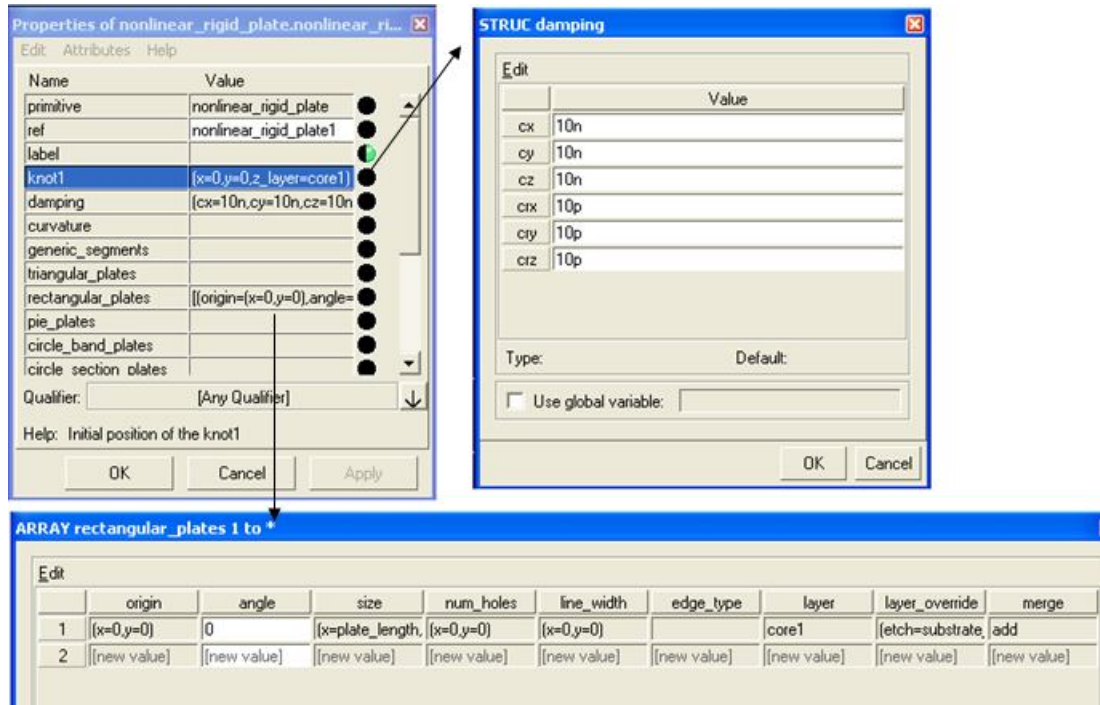 Properties of nonlinear_rigid_plate.nonlinear_ri...
Edit Attributes Help
Name Value
primitive nonlinear_rigid_plate
ref nonlinear_rigid_plate1
label
knot1 (x=0,y=0,z_layer=core1)
damping (cx=10n,cy=10n,cz=10n
curvature
generic_segments
triangular_plates
rectangular_plates [(origin=(x=0,y=0),angle=
pie_plates
circle_band_plates
circle_section_plates
Qualifier: [Any Qualifier]
Help: Initial position of the knot1
OK Cancel Apply
STRUC damping
Edit
Value
cx 10n
cy 10n
cz 10n
crx 10p
cry 10p
crz 10p
Type: Default:
Use global variable:
OK Cancel
ARRAY rectangular_plates 1 to *
Edit
origin angle size num_holes line_width edge_type layer layer_override merge
1 (x=0,y=0) 0 (x=plate_length, (x=0,y=0) (x=0,y=0) core1 (etch=substrate, add
2 [new value] [new value] [new value] [new value] [new value] [new value] [new value] [new value] [new value]